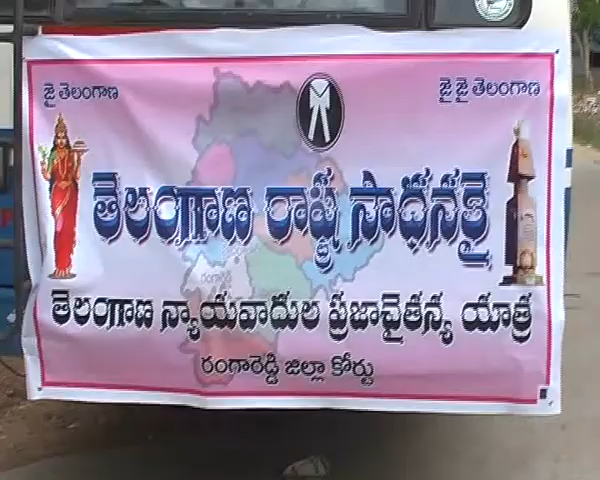 జై తెలంగాణ
జై జై తెలంగాణ
తెలంగాణ రాష్ట్ర సాధనకై
తెలంగాణ న్యాయవాదుల ప్రజాచైతన్య యాత్ర
రంగారెడ్డి జిల్లా కోర్టు